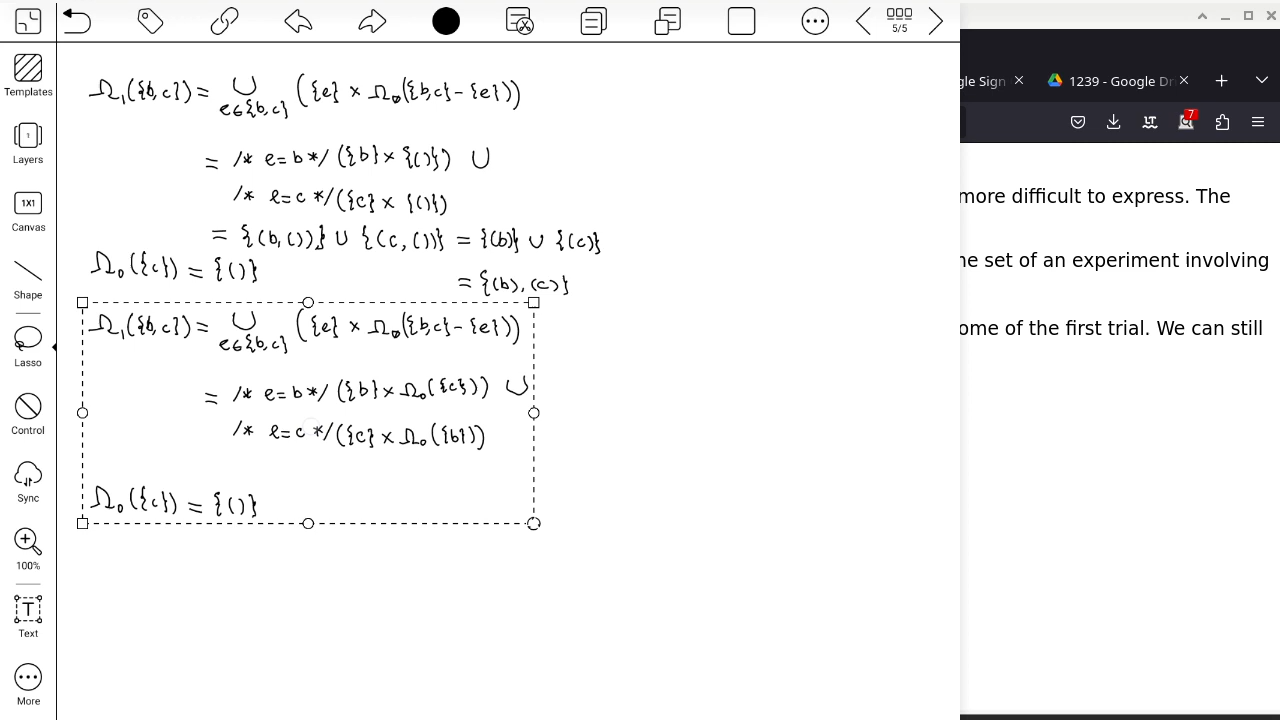 5/5
Templates
Layers
1X1
Canvas
Shape
Lasso
Control
Sync
100%
T
Text
More
Ω₁({b,c}) = ∪ e∈{b,c} ({e} × Ω₀({b,c}-{e}))
= /* e=b */ ({b} × {()}) ∪
/* e=c */ ({c} × {()})
= {(b,())} ∪ {(c,())} = {(b)} ∪ {(c)}
Ω₀({c}) = {()}
= {(b),(c)}
Ω₁({b,c}) = ∪ e∈{b,c} ({e} × Ω₀({b,c}-{e}))
= /* e=b */ ({b} × Ω₀({c})) ∪
/* e=c */ ({c} × Ω₀({b}))
Ω₀({c}) = {()}
gle Sign
1239 - Google Dr
7
more difficult to express. The
he set of an experiment involving
ome of the first trial. We can still